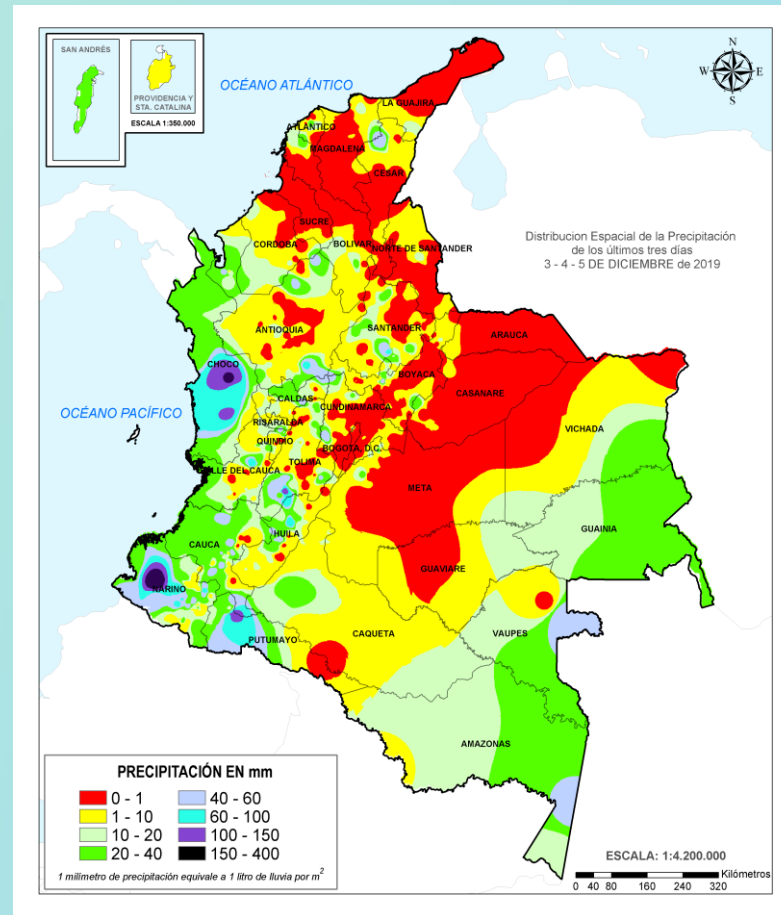 SAN ANDRÉS
PROVIDENCIA Y
STA. CATALINA
ESCALA 1:350.000
N
W
E
S
OCÉANO ATLÁNTICO
LA GUAJIRA
ATLÁNTICO
MAGDALENA
CESAR
SUCRE
CORDOBA
BOLIVAR
NORTE DE SANTANDER
Distribucion Espacial de la Precipitación
de los últimos tres días
3 - 4 - 5 DE DICIEMBRE de 2019
ANTIOQUIA
SANTANDER
ARAUCA
CHOCO
BOYACA
CASANARE
OCÉANO PACÍFICO
CALDAS
CUNDINAMARCA
RISARALDA
VICHADA
QUINDIO
BOGOTA, D.C.
TOLIMA
VALLE DEL CAUCA
META
GUAINIA
CAUCA
HUILA
GUAVIARE
NARIÑO
CAQUETA
VAUPES
PUTUMAYO
AMAZONAS
PRECIPITACIÓN EN mm
0 - 1
40 - 60
1 - 10
60 - 100
10 - 20
100 - 150
20 - 40
150 - 400
1 milímetro de precipitación equivale a 1 litro de lluvia por m²
ESCALA: 1:4.200.000
Kilómetros
0 40 80 160 240 320